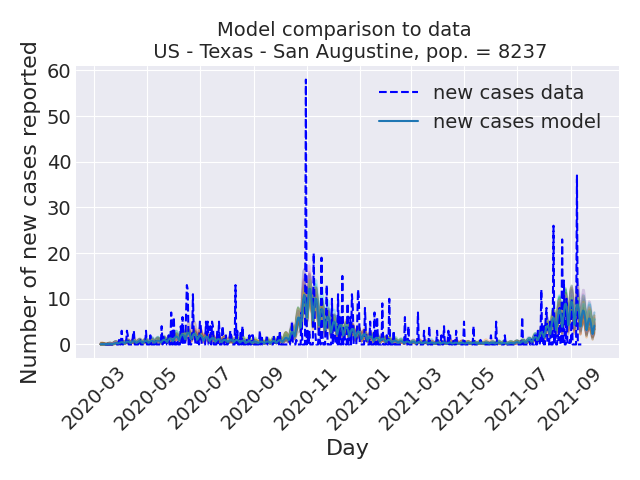 Model comparison to data
US - Texas - San Augustine, pop. = 8237
Number of new cases reported
60
50
40
30
20
10
0
new cases data
new cases model
2020-03
2020-05
2020-07
2020-09
2020-11
2021-01
2021-03
2021-05
2021-07
2021-09
Day